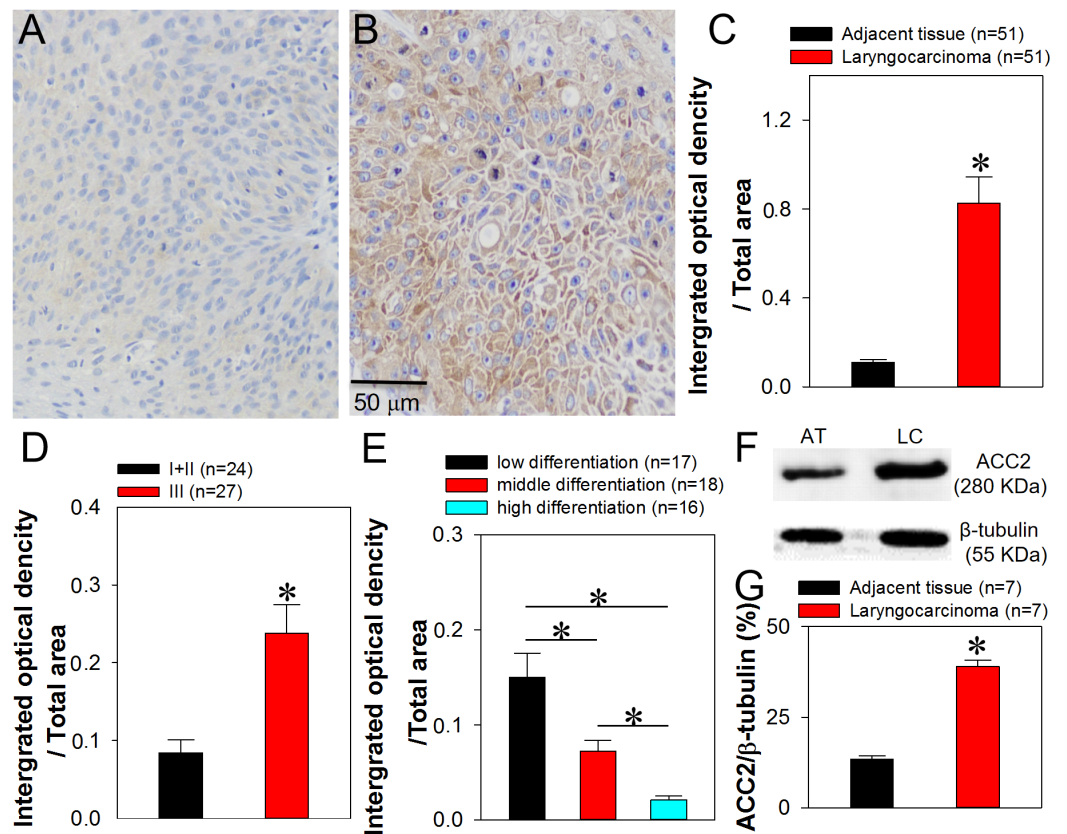 A
B
50 μm
C
Adjacent tissue (n=51)
Laryngocarcinoma (n=51)
Intergrated optical dencity
/ Total area
1.2
0.8
0.4
0.0
*
D
I+II (n=24)
III (n=27)
Intergrated optical dencity
/ Total area
0.4
0.3
0.2
0.1
0.0
*
E
low differentiation (n=17)
middle differentiation (n=18)
high differentiation (n=16)
Intergrated optical dencity
/Total area
0.3
0.2
0.1
0.0
*
*
*
F
AT LC
ACC2
(280 KDa)
β-tubulin
(55 KDa)
G
Adjacent tissue (n=7)
Laryngocarcinoma (n=7)
ACC2/β-tubulin (%)
50
25
0
*